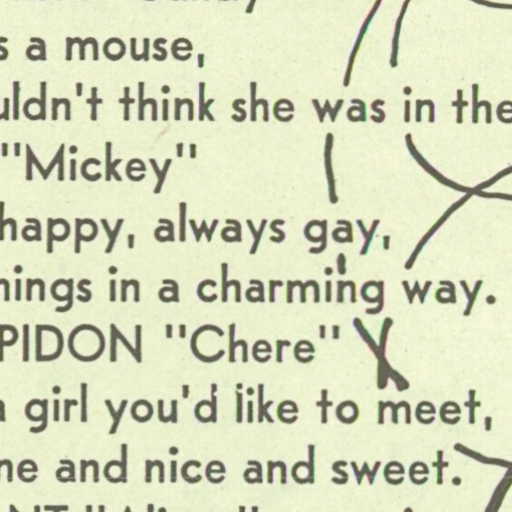 s a mouse,
uldn't think she was in the
"Mickey"
happy, always gay,
nings in a charming way.
PIDON "Chere"
girl you'd like to meet,
ne and nice and sweet.